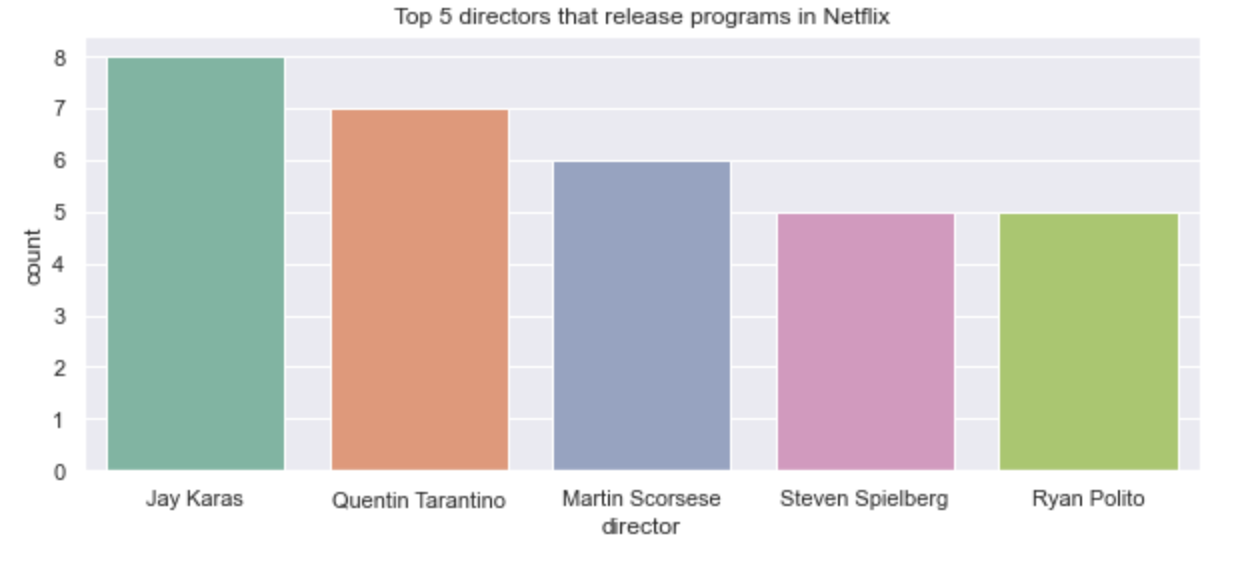 Top 5 directors that release programs in Netflix
8
7
6
5
4
3
2
1
0
count
Jay Karas Quentin Tarantino Martin Scorsese Steven Spielberg Ryan Polito
director